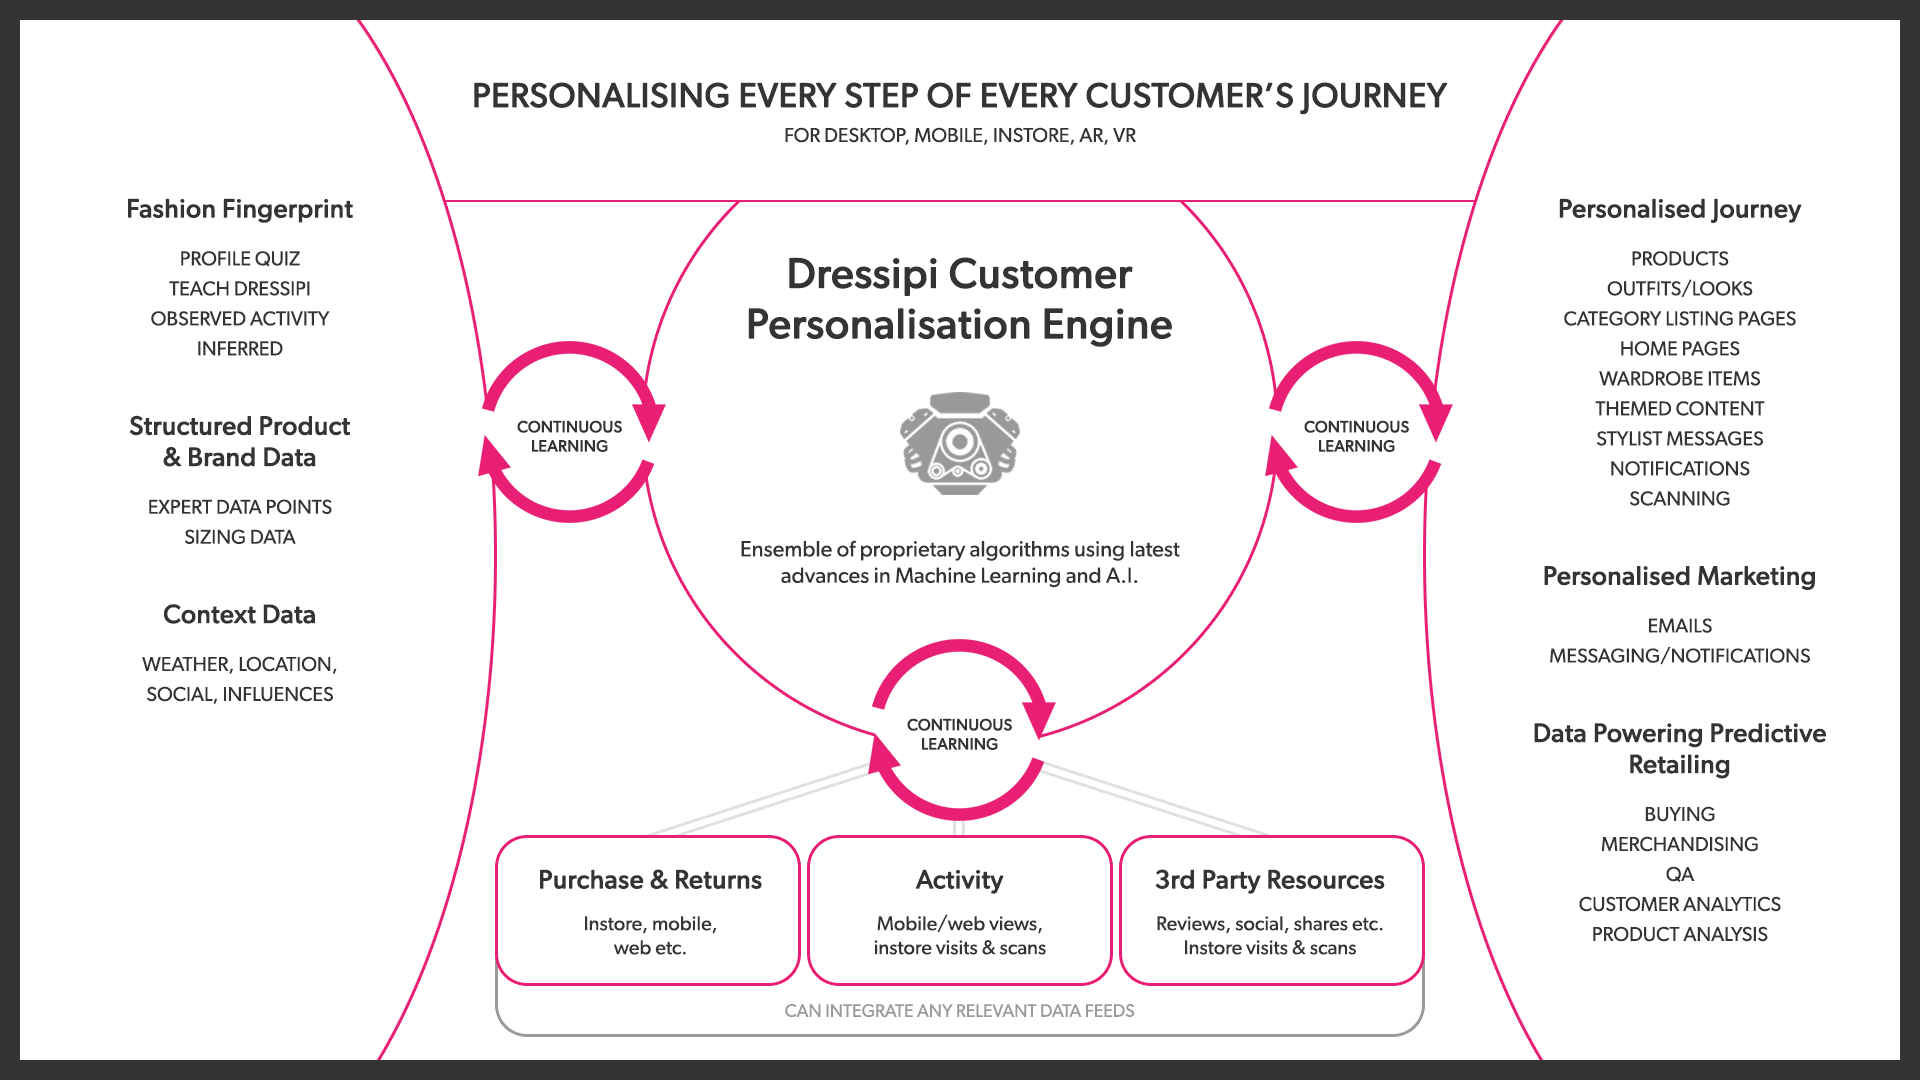 PERSONALISING EVERY STEP OF EVERY CUSTOMER’S JOURNEY
FOR DESKTOP, MOBILE, INSTORE, AR, VR
Fashion Fingerprint
PROFILE QUIZ
TEACH DRESSIPI
OBSERVED ACTIVITY
INFERRED
Structured Product
& Brand Data
EXPERT DATA POINTS
SIZING DATA
Context Data
WEATHER, LOCATION,
SOCIAL, INFLUENCES
CONTINUOUS
LEARNING
Dressipi Customer
Personalisation Engine
Ensemble of proprietary algorithms using latest
advances in Machine Learning and A.I.
CONTINUOUS
LEARNING
CONTINUOUS
LEARNING
Purchase & Returns
Instore, mobile,
web etc.
Activity
Mobile/web views,
instore visits & scans
3rd Party Resources
Reviews, social, shares etc.
Instore visits & scans
CAN INTEGRATE ANY RELEVANT DATA FEEDS
Personalised Journey
PRODUCTS
OUTFITS/LOOKS
CATEGORY LISTING PAGES
HOME PAGES
WARDROBE ITEMS
THEMED CONTENT
STYLIST MESSAGES
NOTIFICATIONS
SCANNING
Personalised Marketing
EMAILS
MESSAGING/NOTIFICATIONS
Data Powering Predictive
Retailing
BUYING
MERCHANDISING
QA
CUSTOMER ANALYTICS
PRODUCT ANALYSIS